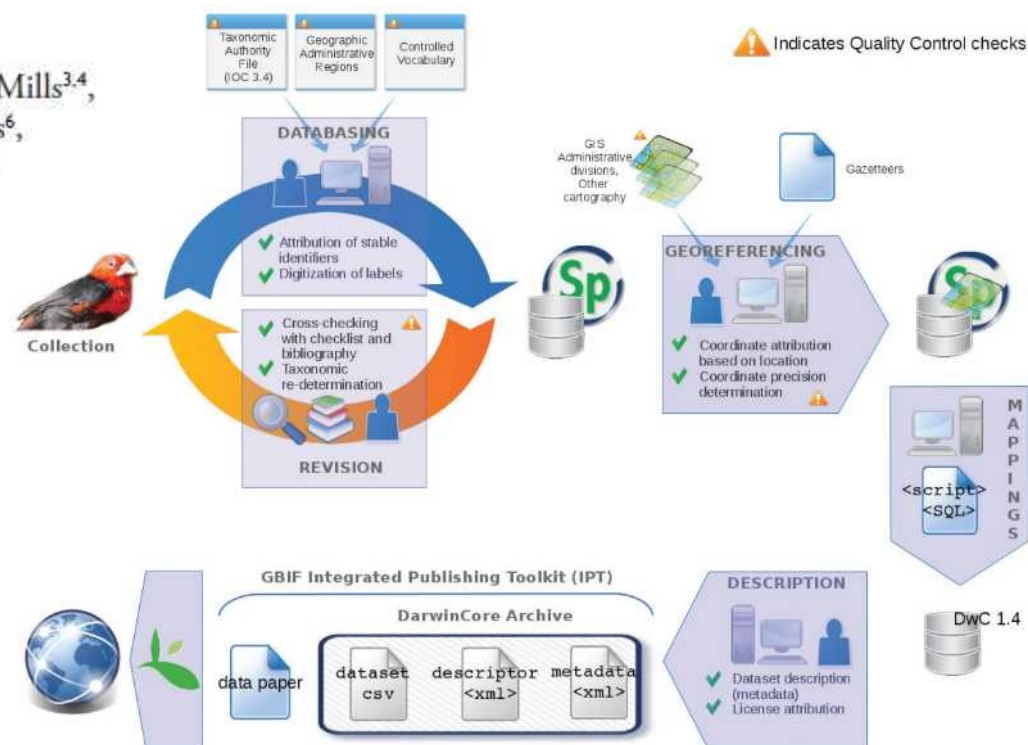 Mills3,4,
s6,
Taxonomic
Authority
File
(IOC 3.4)
Geographic
Administrative
Regions
Controlled
Vocabulary
Indicates Quality Control checks
DATABASING
Attribution of stable
identifiers
Digitization of labels
Collection
Cross-checking
with checklist and
bibliography
Taxonomic
re-determination
REVISION
Sp
GIS
Administrative
divisions,
Other
cartography
Gazetteers
GEOREFERENCING
Coordinate attribution
based on location
Coordinate precision
determination
Sp
MAPPINGS
<script>
<SQL>
DwC 1.4
DESCRIPTION
Dataset description
(metadata)
License attribution
GBIF Integrated Publishing Toolkit (IPT)
DarwinCore Archive
data paper
dataset
csv
descriptor
<xml>
metadata
<xml>